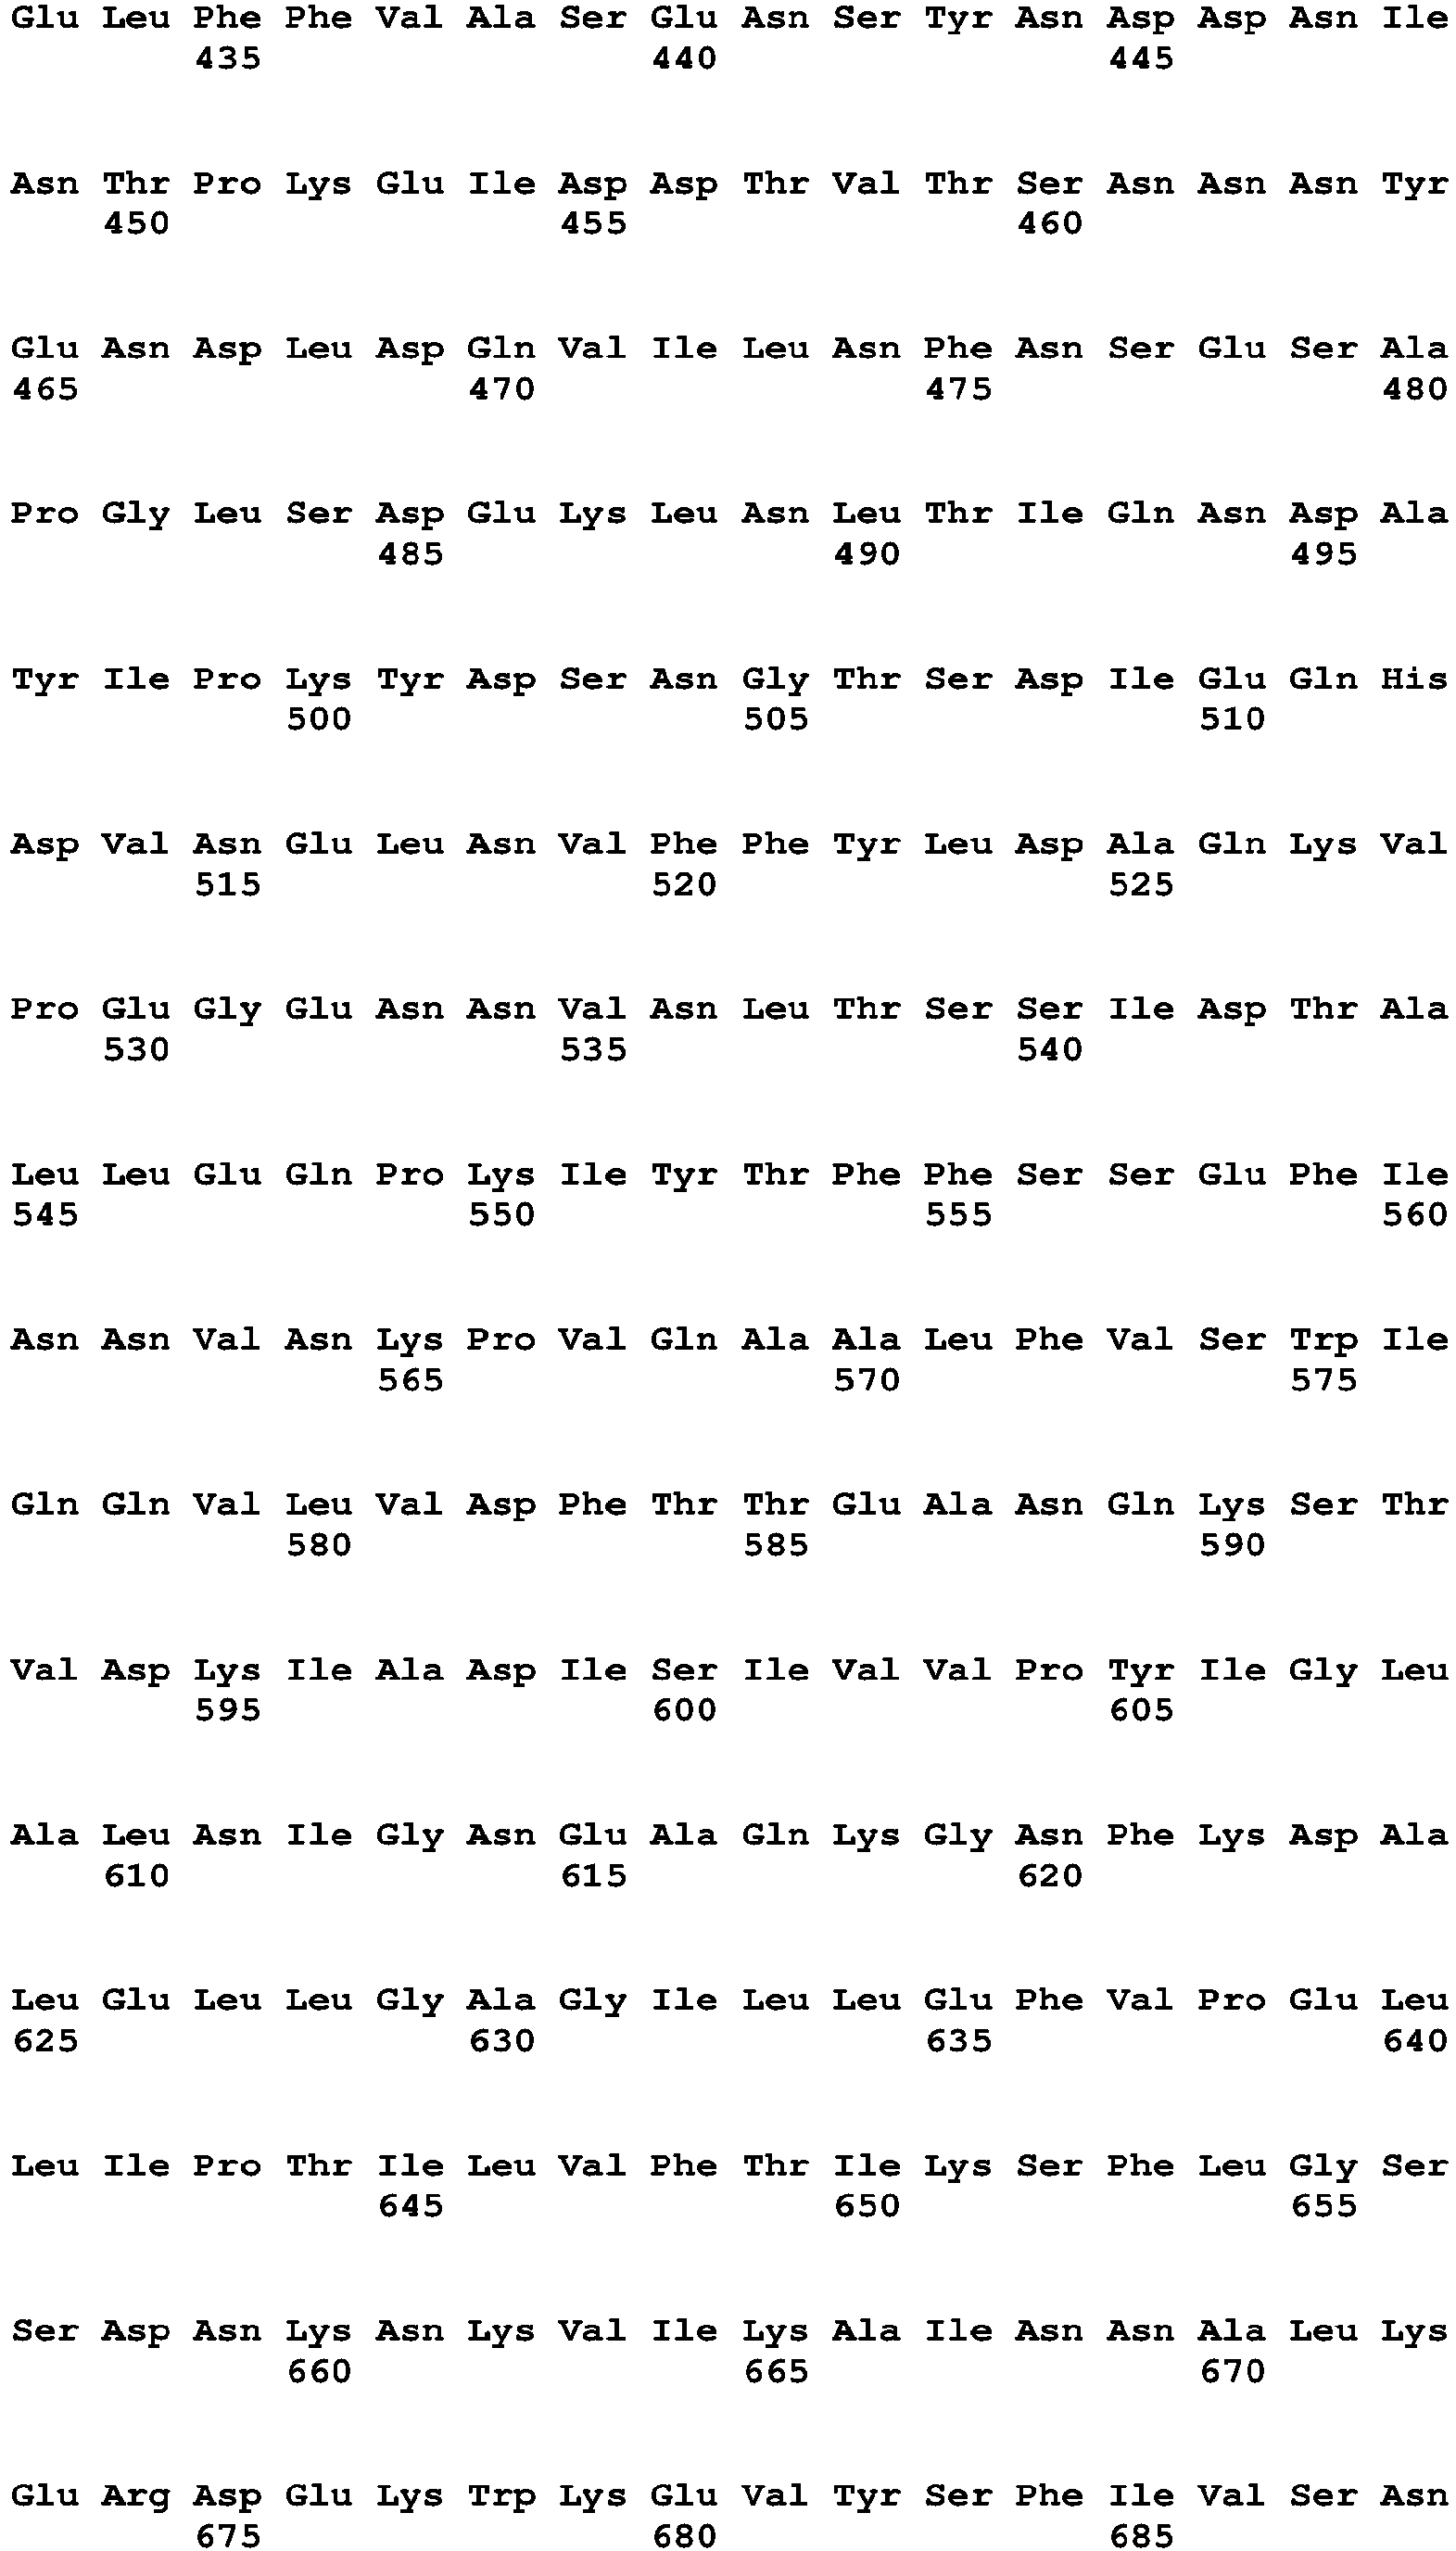 Glu Leu Phe Phe Val Ala Ser Glu Asn Ser Tyr Asn Asp Asp Asn Ile
435 440 445
Asn Thr Pro Lys Glu Ile Asp Asp Thr Val Thr Ser Asn Asn Asn Tyr
450 455 460
Glu Asn Asp Leu Asp Gln Val Ile Leu Asn Phe Asn Ser Glu Ser Ala
465 470 475 480
Pro Gly Leu Ser Asp Glu Lys Leu Asn Leu Thr Ile Gln Asn Asp Ala
485 490 495
Tyr Ile Pro Lys Tyr Asp Ser Asn Gly Thr Ser Asp Ile Glu Gln His
500 505 510
Asp Val Asn Glu Leu Asn Val Phe Phe Tyr Leu Asp Ala Gln Lys Val
515 520 525
Pro Glu Gly Glu Asn Asn Val Asn Leu Thr Ser Ser Ile Asp Thr Ala
530 535 540
Leu Leu Glu Gln Pro Lys Ile Tyr Thr Phe Phe Ser Ser Glu Phe Ile
545 550 555 560
Asn Asn Val Asn Lys Pro Val Gln Ala Ala Leu Phe Val Ser Trp Ile
565 570 575
Gln Gln Val Leu Val Asp Phe Thr Thr Glu Ala Asn Gln Lys Ser Thr
580 585 590
Val Asp Lys Ile Ala Asp Ile Ser Ile Val Val Pro Tyr Ile Gly Leu
595 600 605
Ala Leu Asn Ile Gly Asn Glu Ala Gln Lys Gly Asn Phe Lys Asp Ala
610 615 620
Leu Glu Leu Leu Gly Ala Gly Ile Leu Leu Glu Phe Val Pro Glu Leu
625 630 635 640
Leu Ile Pro Thr Ile Leu Val Phe Thr Ile Lys Ser Phe Leu Gly Ser
645 650 655
Ser Asp Asn Lys Asn Lys Val Ile Lys Ala Ile Asn Asn Ala Leu Lys
660 665 670
Glu Arg Asp Glu Lys Trp Lys Glu Val Tyr Ser Phe Ile Val Ser Asn
675 680 685